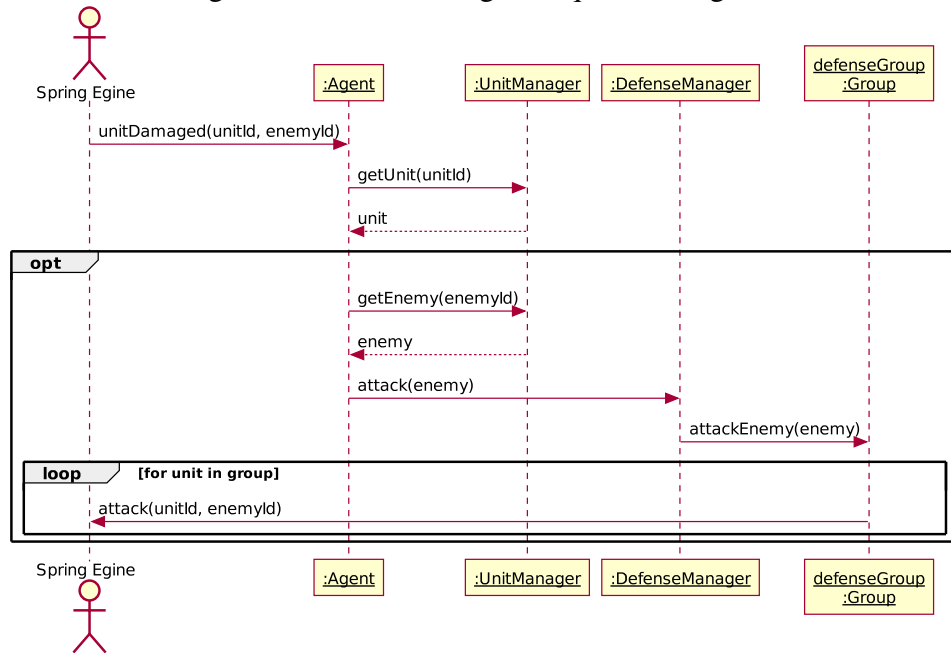 Spring Egine
:Agent
:UnitManager
:DefenseManager
defenseGroup
:Group
unitDamaged(unitId, enemyId)
getUnit(unitId)
unit
opt
getEnemy(enemyId)
enemy
attack(enemy)
attackEnemy(enemy)
loop
[for unit in group]
attack(unitId, enemyId)
Spring Egine
:Agent
:UnitManager
:DefenseManager
defenseGroup
:Group